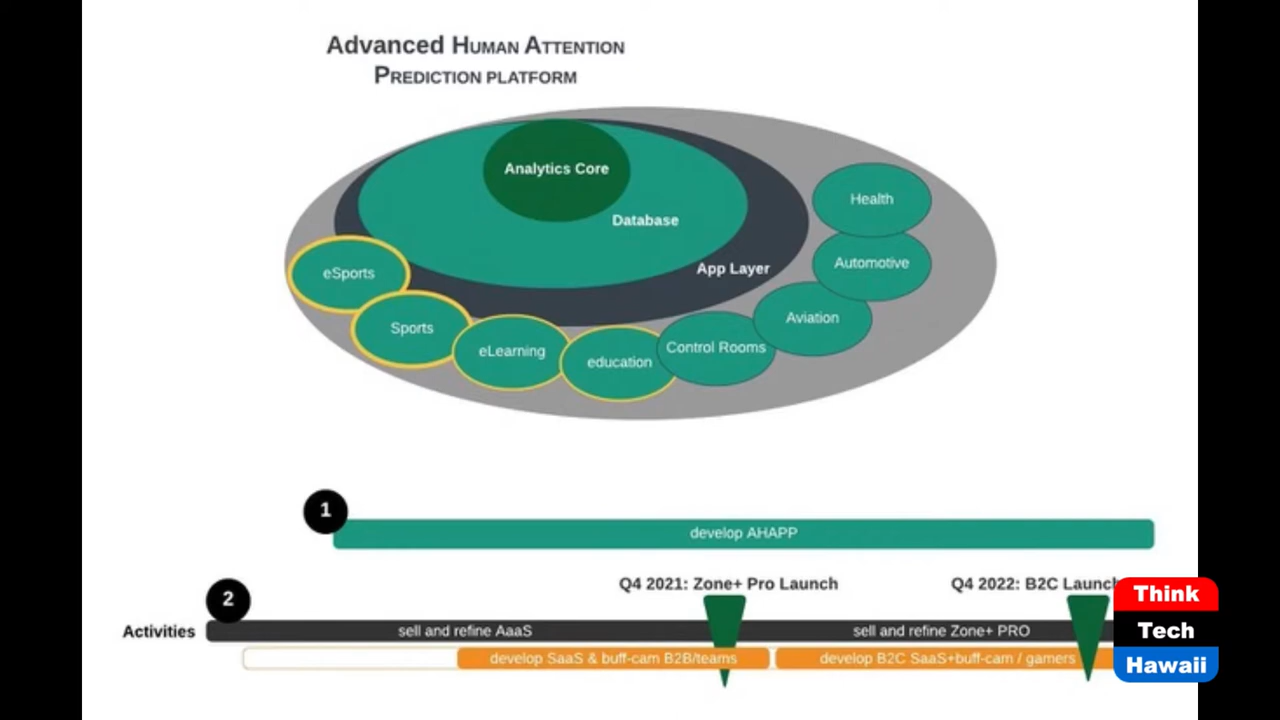 Advanced HUMAN ATTENTION
PREDICTION PLATFORM
Analytics Core
Database
App Layer
Health
Automotive
Aviation
Control Rooms
education
eLearning
Sports
eSports
1
develop AHAPP
Q4 2021: Zone+ Pro Launch
Q4 2022: B2C Launch
2
Activities
sell and refine AaaS
sell and refine Zone+ PRO
develop SaaS & buff-cam B2B/teams
develop B2C SaaS+buff-cam / gamers
Think
Tech
Hawaii